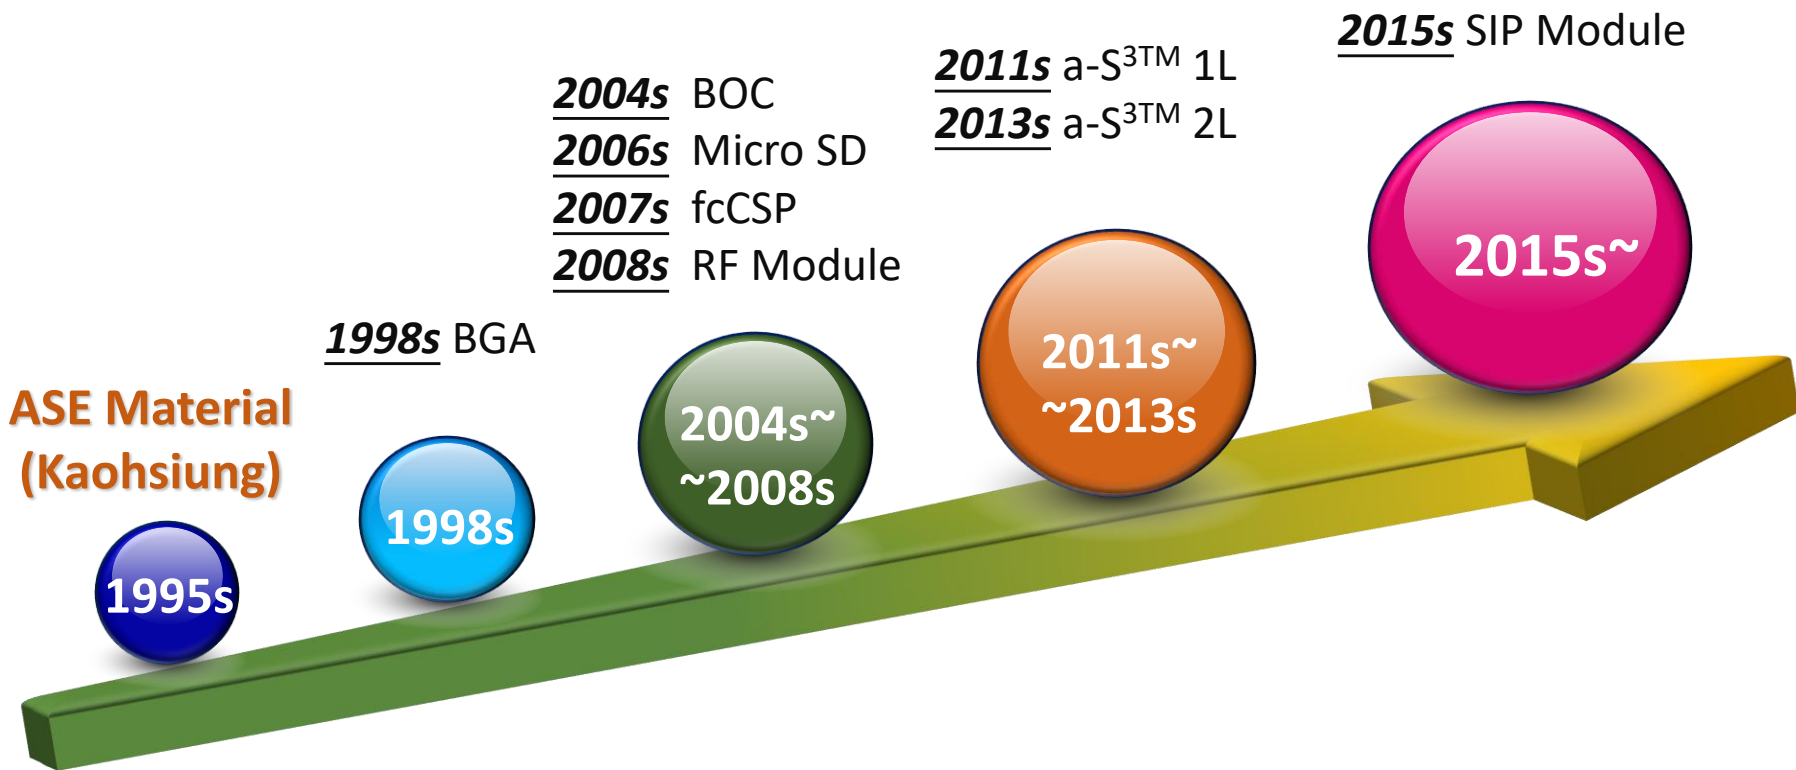 ASE Material
(Kaohsiung)
1995s
1998s BGA
1998s
2004s BOC
2006s Micro SD
2007s fcCSP
2008s RF Module
2004s~
~2008s
2011s a-S³ᵀᴹ 1L
2013s a-S³ᵀᴹ 2L
2011s~
~2013s
2015s SIP Module
2015s~